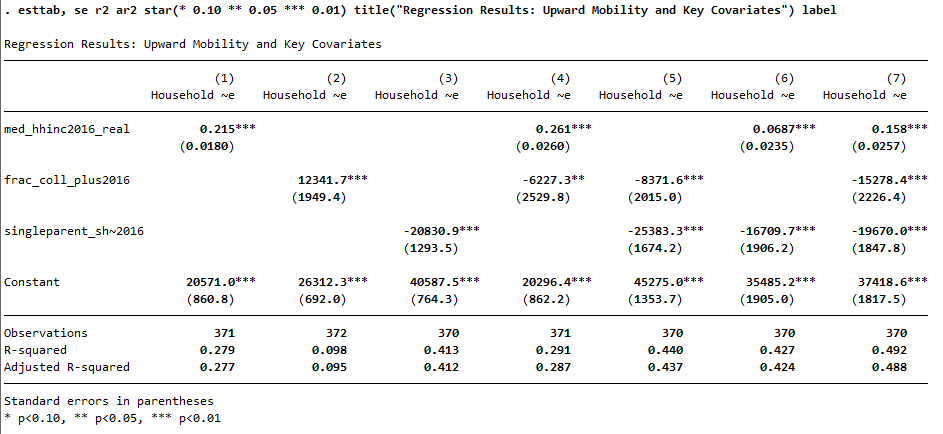 . esttab, se r2 ar2 star(* 0.10 ** 0.05 *** 0.01) title("Regression Results: Upward Mobility and Key Covariates") label
Regression Results: Upward Mobility and Key Covariates
(1) (2) (3) (4) (5) (6) (7)
Household ~e Household ~e Household ~e Household ~e Household ~e Household ~e Household ~e
med_hhinc2016_real 0.215*** 0.261*** 0.0687*** 0.158***
(0.0180) (0.0260) (0.0235) (0.0257)
frac_coll_plus2016 12341.7*** -6227.3** -8371.6*** -15278.4***
(1949.4) (2529.8) (2015.0) (2226.4)
singleparent_sh~2016 -20830.9*** -25383.3*** -16709.7*** -19670.0***
(1293.5) (1674.2) (1906.2) (1847.8)
Constant 20571.0*** 26312.3*** 40587.5*** 20296.4*** 45275.0*** 35485.2*** 37418.6***
(860.8) (692.0) (764.3) (862.2) (1353.7) (1905.0) (1817.5)
Observations 371 372 370 371 370 370 370
R-squared 0.279 0.098 0.413 0.291 0.440 0.427 0.492
Adjusted R-squared 0.277 0.095 0.412 0.287 0.437 0.424 0.488
Standard errors in parentheses
* p<0.10, ** p<0.05, *** p<0.01